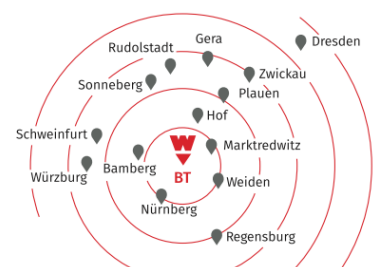 Gera
Dresden
Rudolstadt
Zwickau
Sonneberg
Plauen
Hof
Schweinfurt
Marktredwitz
W
Bamberg
Würzburg
BT
Weiden
Nürnberg
Regensburg